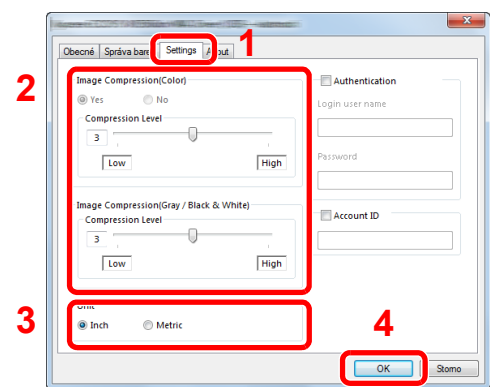 1
Obecné Správa barev Settings About
2
Image Compression(Color)
Yes No
Compression Level
3
Low High
Image Compression(Gray / Black & White)
Compression Level
3
Low High
Authentication
Login user name
Password
Account ID
3
Unit
Inch Metric
4
OK Storno